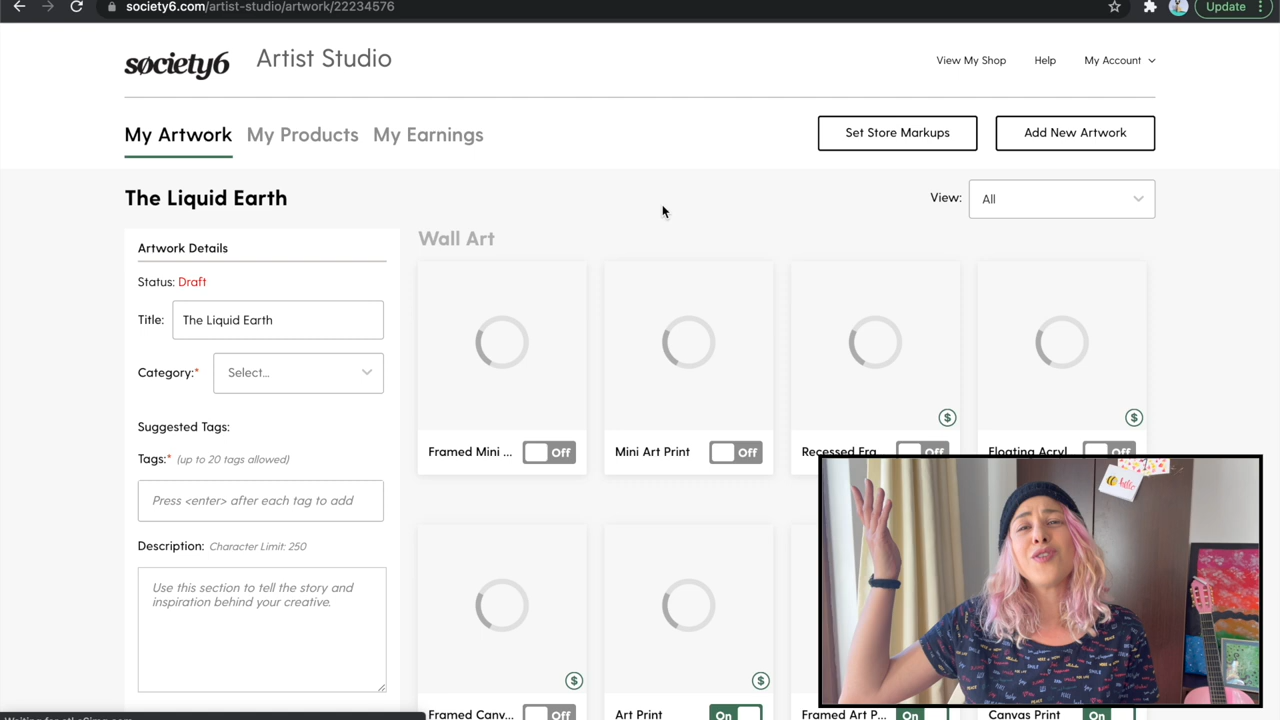 society6.com/artist-studio/artwork/22234576
Update
society6
Artist Studio
View My Shop
Help
My Account
My Artwork
My Products
My Earnings
Set Store Markups
Add New Artwork
The Liquid Earth
View:
All
Artwork Details
Wall Art
Status: Draft
Title:
The Liquid Earth
Category:*
Select...
Suggested Tags:
Tags:* (up to 20 tags allowed)
Press <enter> after each tag to add
Description: Character Limit: 250
Use this section to tell the story and
inspiration behind your creative.
$
$
Framed Mini ...
Off
Mini Art Print
Off
Recessed Fra
Off
Floating Acryl
Off
hello
$
$
Framed Canv...
Off
Art Print
On
Framed Art P...
On
Canvas Print
On